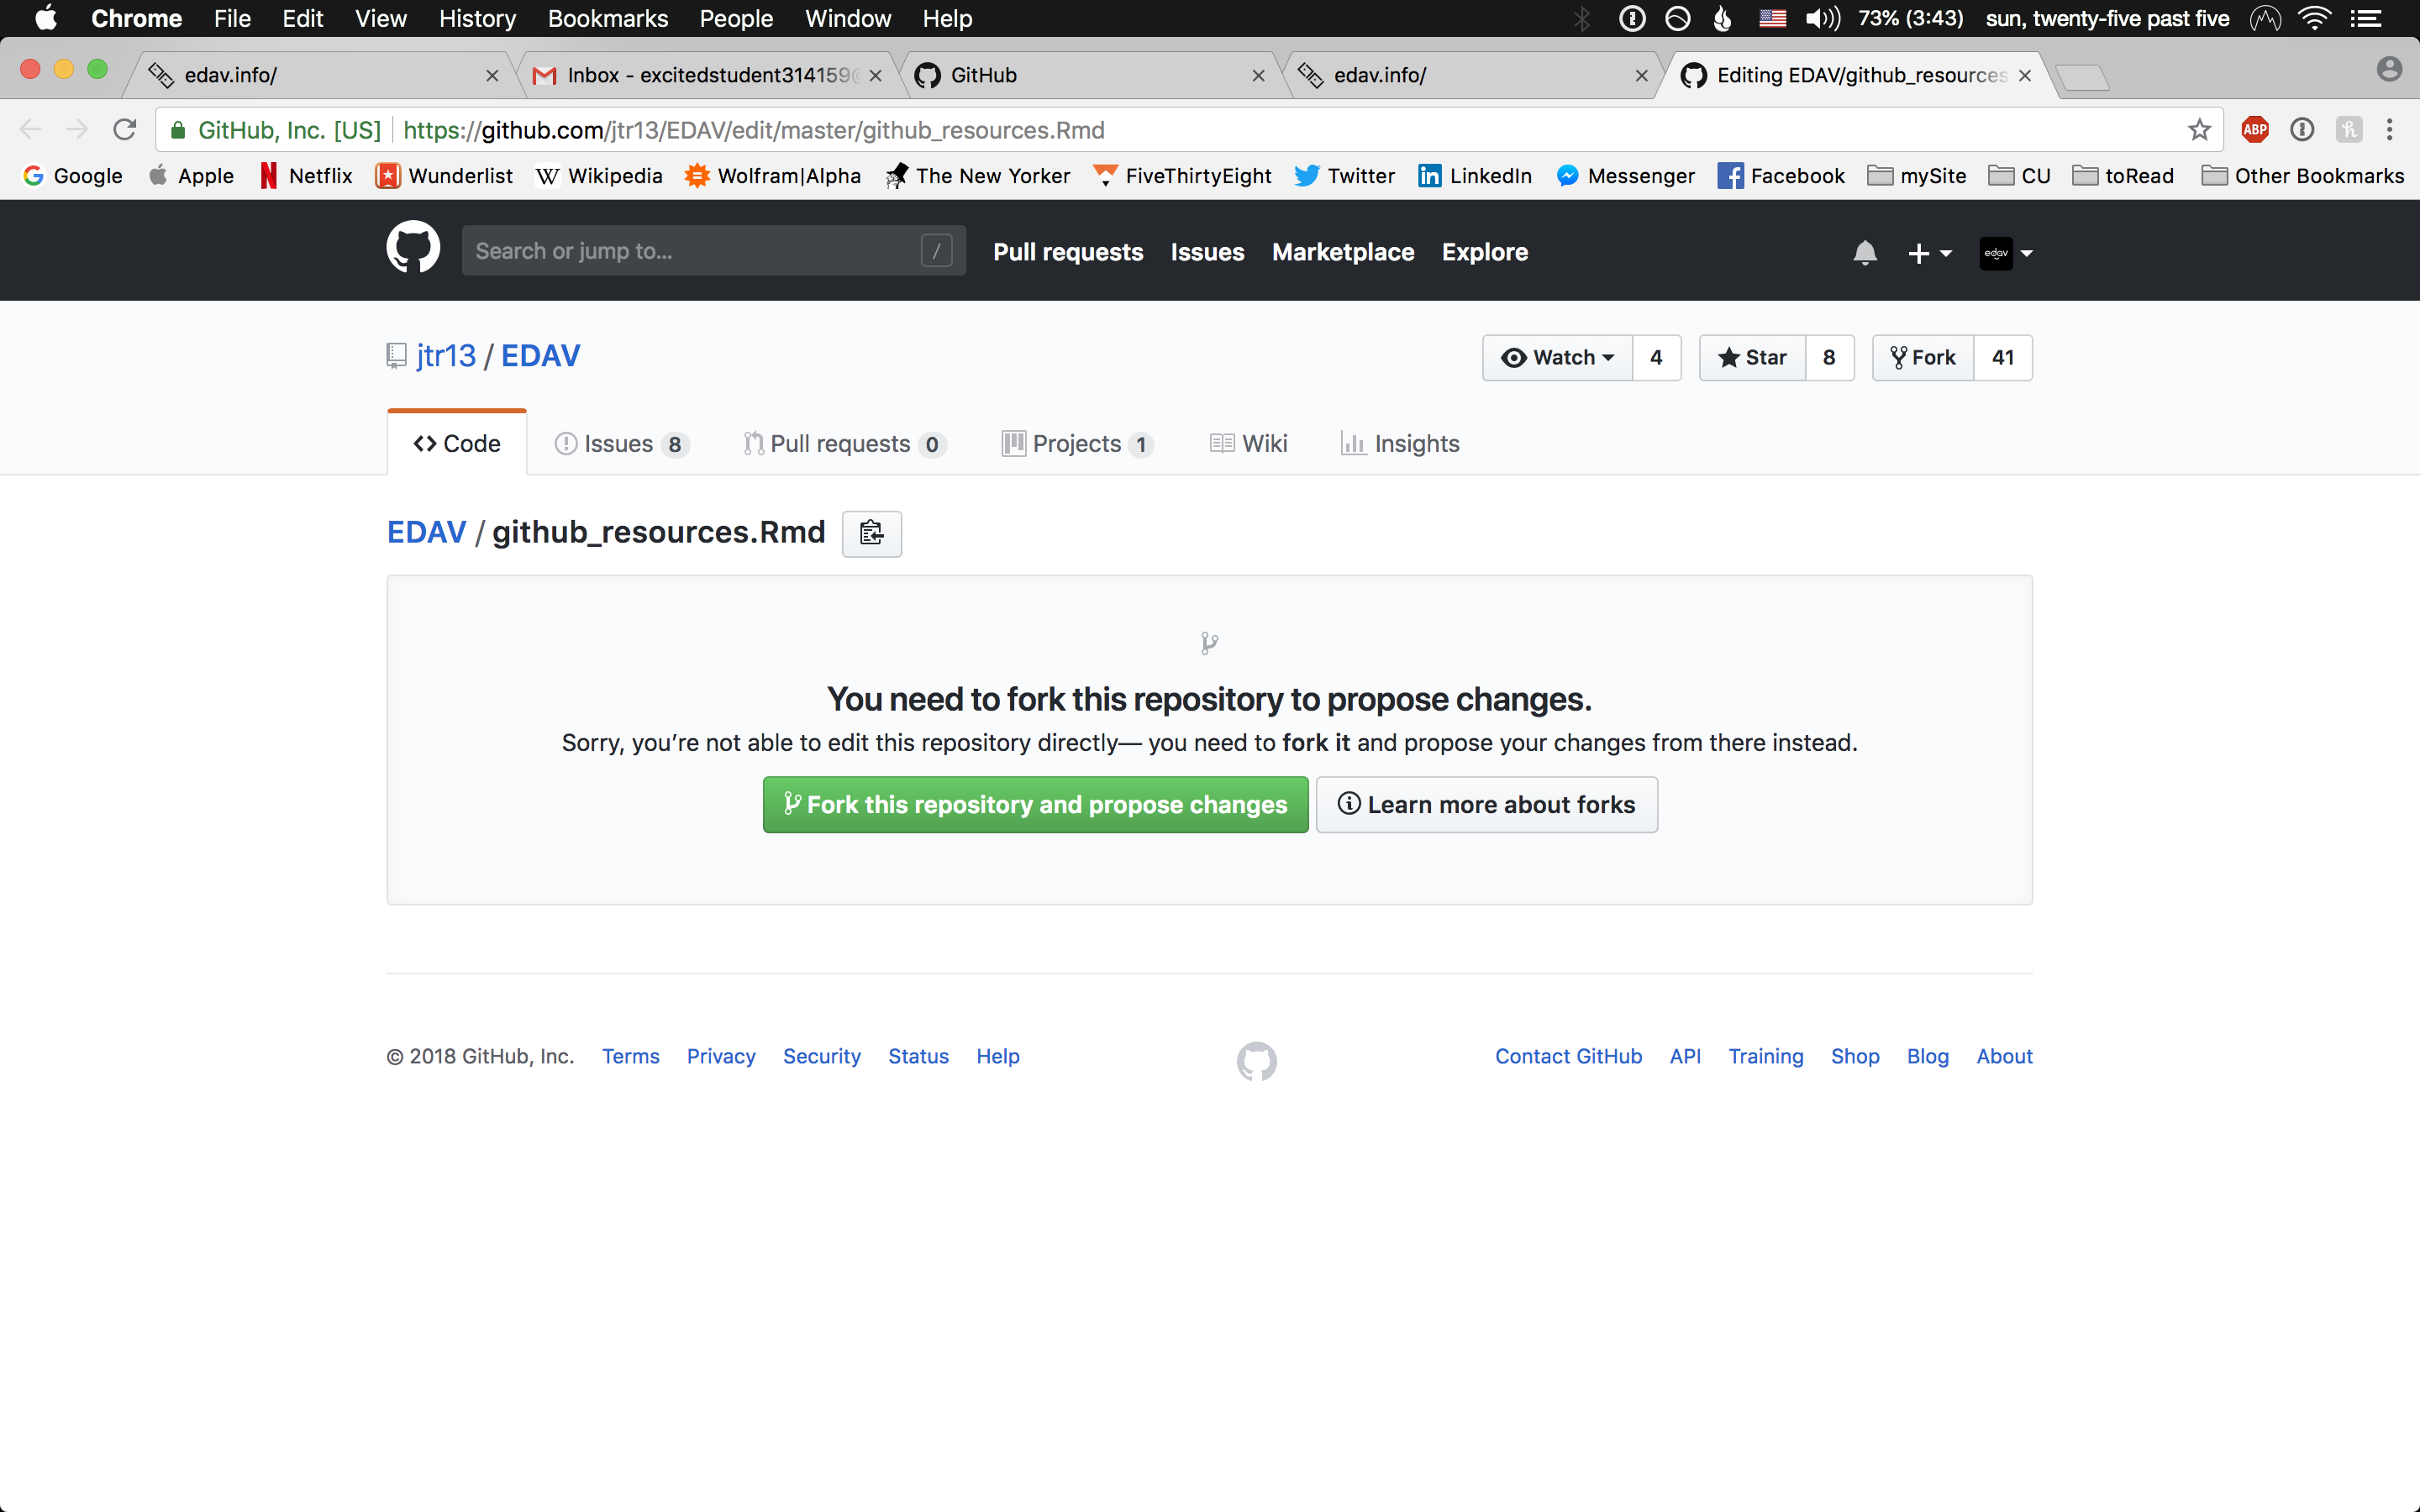 Chrome File Edit View History Bookmarks People Window Help 73% (3:43) sun, twenty-five past five
edav.info/ Inbox - excitedstudent314159@ GitHub edav.info/ Editing EDAV/github_resources
GitHub, Inc. [US] https://github.com/jtr13/EDAV/edit/master/github_resources.Rmd ABP
Google Apple Netflix Wunderlist Wikipedia Wolfram|Alpha The New Yorker FiveThirtyEight Twitter LinkedIn Messenger Facebook mySite CU toRead Other Bookmarks
Search or jump to... / Pull requests Issues Marketplace Explore edav
jtr13 / EDAV Watch 4 Star 8 Fork 41
Code Issues 8 Pull requests 0 Projects 1 Wiki Insights
EDAV / github_resources.Rmd
You need to fork this repository to propose changes.
Sorry, you’re not able to edit this repository directly— you need to fork it and propose your changes from there instead.
Fork this repository and propose changes Learn more about forks
© 2018 GitHub, Inc. Terms Privacy Security Status Help Contact GitHub API Training Shop Blog About